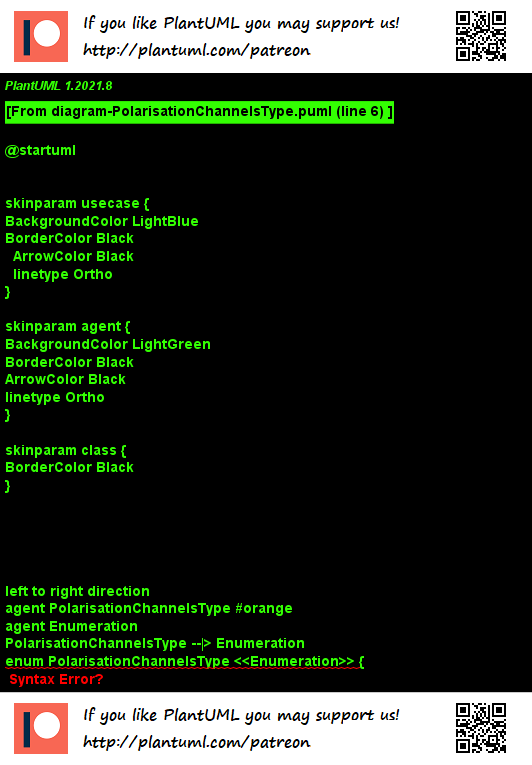 If you like PlantUML you may support us!
http://plantuml.com/patreon
PlantUML 1.2021.8
[From diagram-PolarisationChannelsType.puml (line 6) ]
@startuml
skinparam usecase {
BackgroundColor LightBlue
BorderColor Black
ArrowColor Black
linetype Ortho
}
skinparam agent {
BackgroundColor LightGreen
BorderColor Black
ArrowColor Black
linetype Ortho
}
skinparam class {
BorderColor Black
}
left to right direction
agent PolarisationChannelsType #orange
agent Enumeration
PolarisationChannelsType --|> Enumeration
enum PolarisationChannelsType <<Enumeration>> {
Syntax Error?
If you like PlantUML you may support us!
http://plantuml.com/patreon